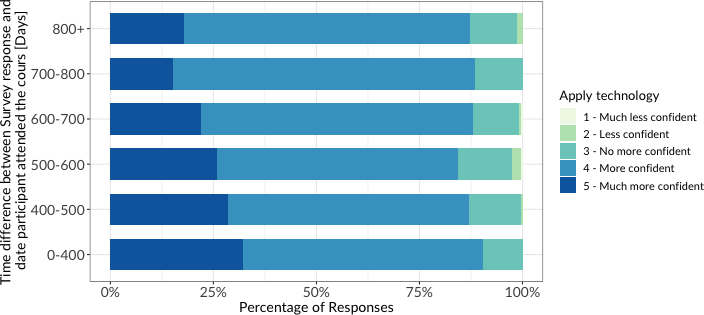 Time difference between Survey response and
date participant attended the cours [Days]
800+
700-800
600-700
500-600
400-500
0-400
0%
25%
50%
75%
100%
Percentage of Responses
Apply technology
1 - Much less confident
2 - Less confident
3 - No more confident
4 - More confident
5 - Much more confident